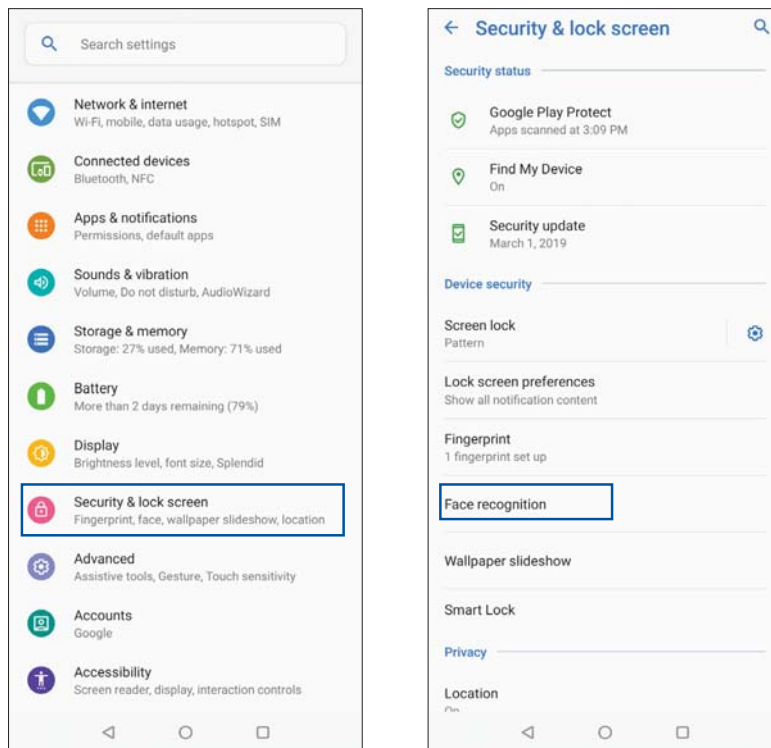 Search settings
Network & internet
Wi-Fi, mobile, data usage, hotspot, SIM
Connected devices
Bluetooth, NFC
Apps & notifications
Permissions, default apps
Sounds & vibration
Volume, Do not disturb, AudioWizard
Storage & memory
Storage: 27% used, Memory: 71% used
Battery
More than 2 days remaining (79%)
Display
Brightness level, font size, Splendid
Security & lock screen
Fingerprint, face, wallpaper slideshow, location
Advanced
Assistive tools, Gesture, Touch sensitivity
Accounts
Google
Accessibility
Screen reader, display, interaction controls
Security & lock screen
Security status
Google Play Protect
Apps scanned at 3:09 PM
Find My Device
On
Security update
March 1, 2019
Device security
Screen lock
Pattern
Lock screen preferences
Show all notification content
Fingerprint
1 fingerprint set up
Face recognition
Wallpaper slideshow
Smart Lock
Privacy
Location
On